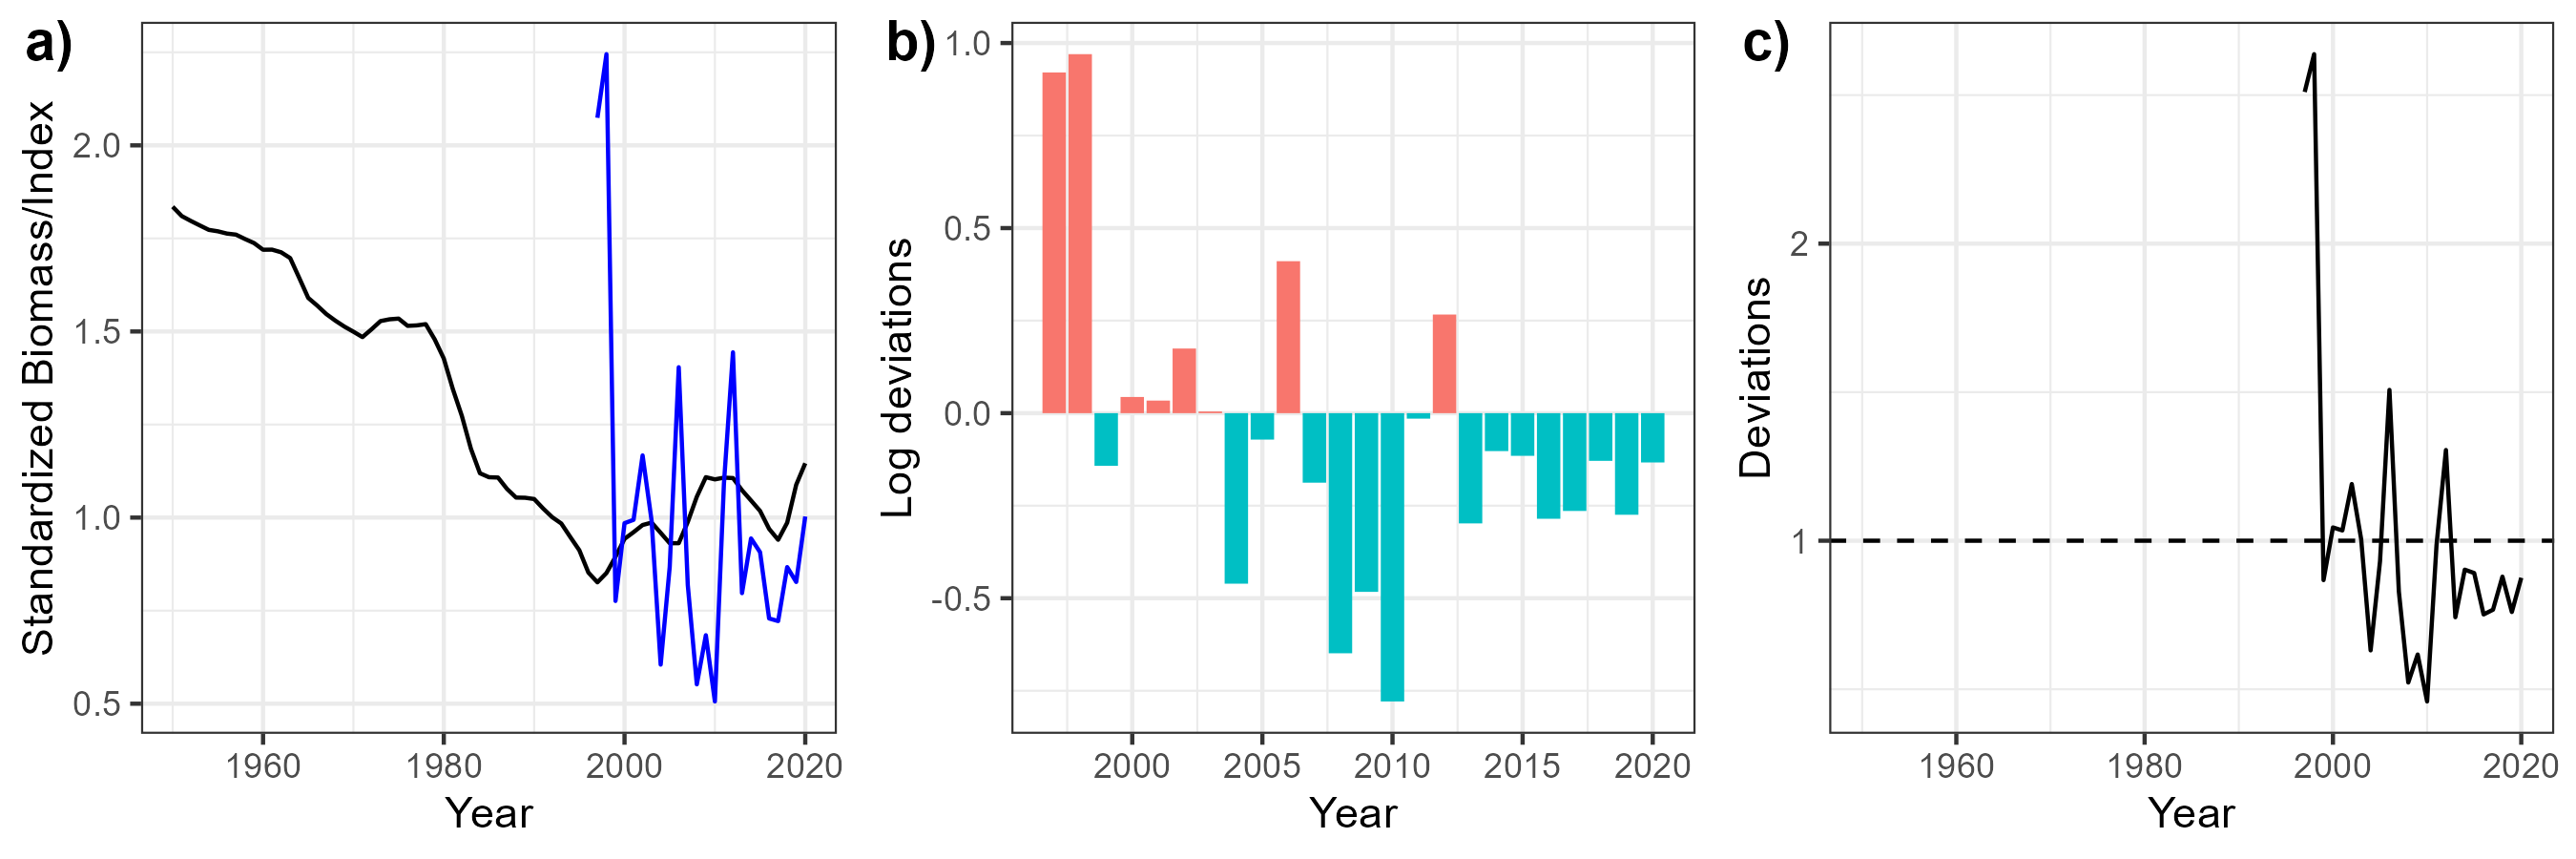 a)
Standardized Biomass/Index
2.0
1.5
1.0
0.5
1960 1980 2000 2020
Year
b)
Log deviations
1.0
0.5
0.0
-0.5
2000 2005 2010 2015 2020
Year
c)
Deviations
2
1
1960 1980 2000 2020
Year